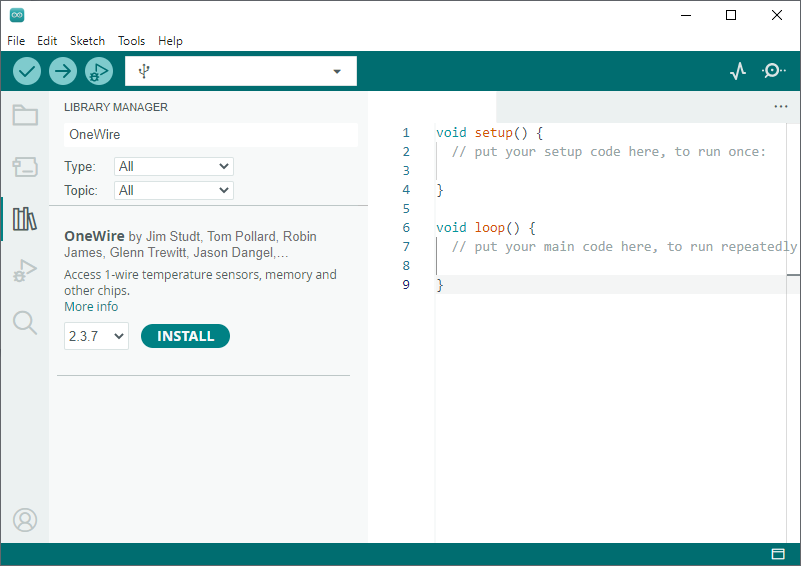 File Edit Sketch Tools Help
LIBRARY MANAGER
OneWire
Type: All
Topic: All
OneWire by Jim Studt, Tom Pollard, Robin
James, Glenn Trewitt, Jason Dangel,...
Access 1-wire temperature sensors, memory and
other chips.
More info
2.3.7 INSTALL
1 void setup() {
2 // put your setup code here, to run once:
3
4 }
5
6 void loop() {
7 // put your main code here, to run repeatedly
8
9 }